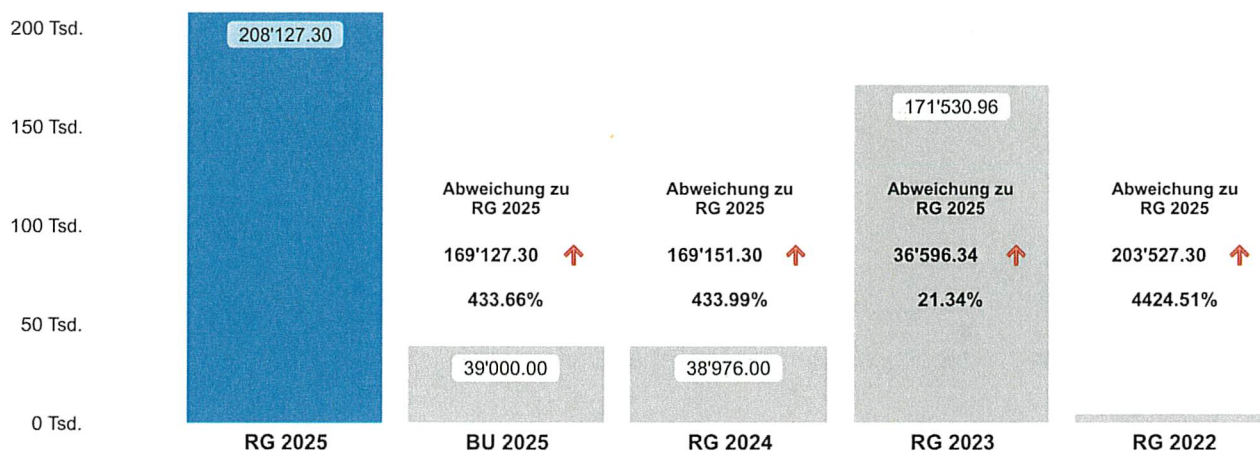 200 Tsd.
150 Tsd.
100 Tsd.
50 Tsd.
0 Tsd.
208'127.30
RG 2025
Abweichung zu
RG 2025
169'127.30
433.66%
39'000.00
BU 2025
Abweichung zu
RG 2025
169'151.30
433.99%
38'976.00
RG 2024
171'530.96
Abweichung zu
RG 2025
36'596.34
21.34%
RG 2023
Abweichung zu
RG 2025
203'527.30
4424.51%
RG 2022